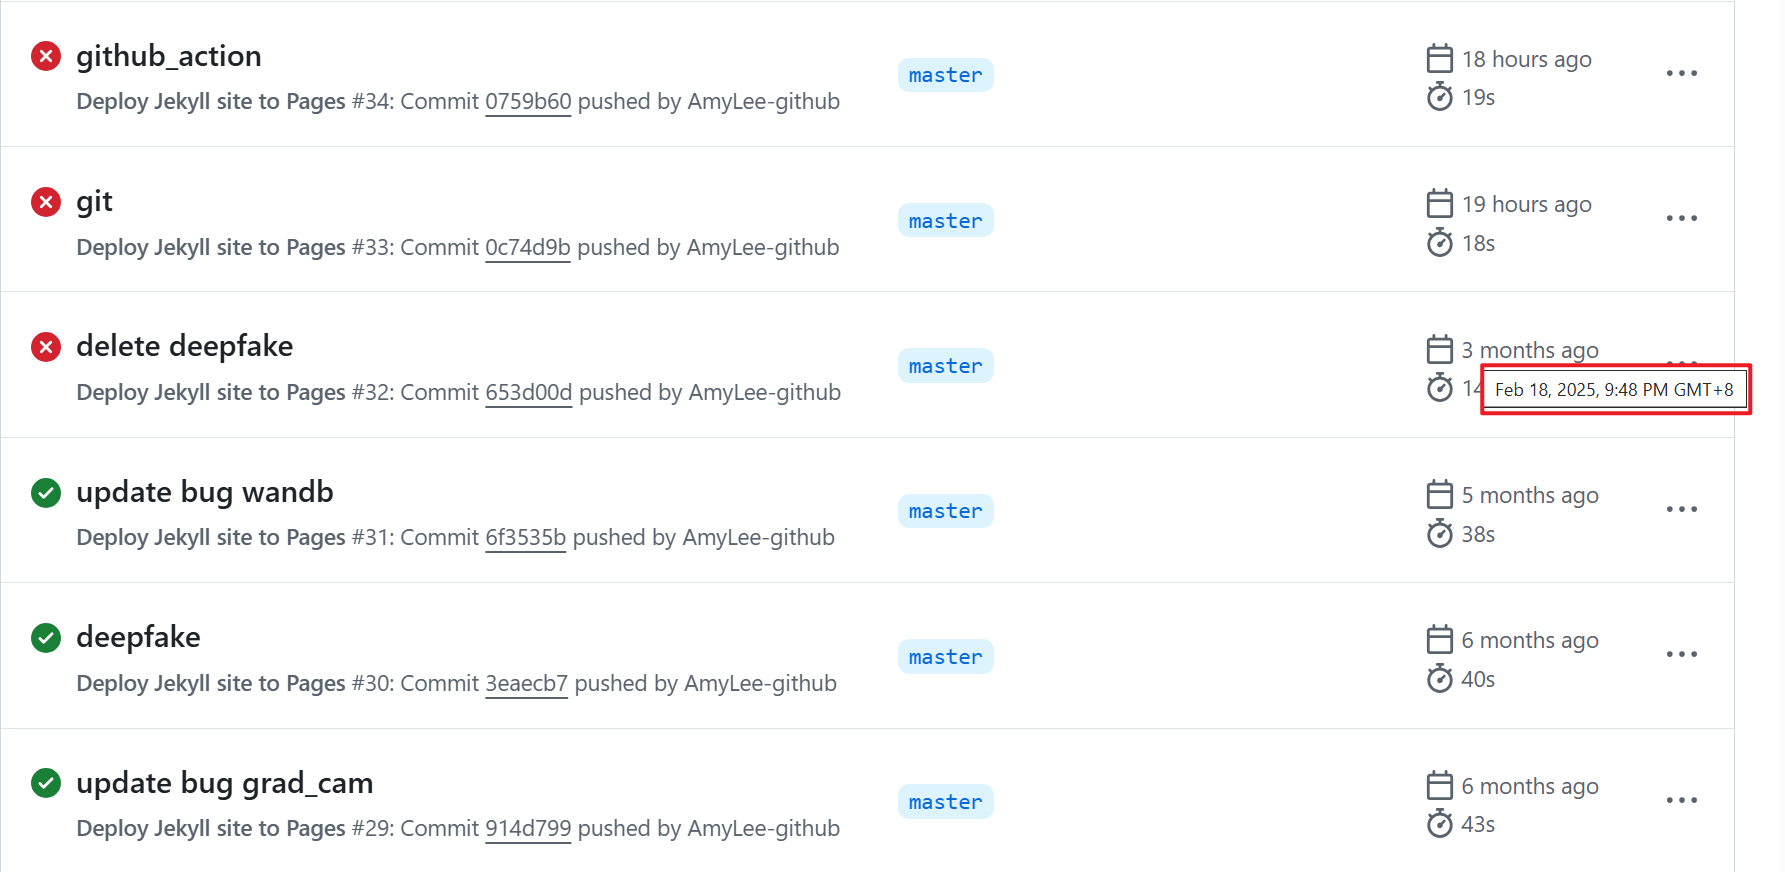 github_action
Deploy Jekyll site to Pages #34: Commit 0759b60 pushed by AmyLee-github
master
18 hours ago
19s
git
Deploy Jekyll site to Pages #33: Commit 0c74d9b pushed by AmyLee-github
master
19 hours ago
18s
delete deepfake
Deploy Jekyll site to Pages #32: Commit 653d00d pushed by AmyLee-github
master
3 months ago
14
Feb 18, 2025, 9:48 PM GMT+8
update bug wandb
Deploy Jekyll site to Pages #31: Commit 6f3535b pushed by AmyLee-github
master
5 months ago
38s
deepfake
Deploy Jekyll site to Pages #30: Commit 3eaecb7 pushed by AmyLee-github
master
6 months ago
40s
update bug grad_cam
Deploy Jekyll site to Pages #29: Commit 914d799 pushed by AmyLee-github
master
6 months ago
43s